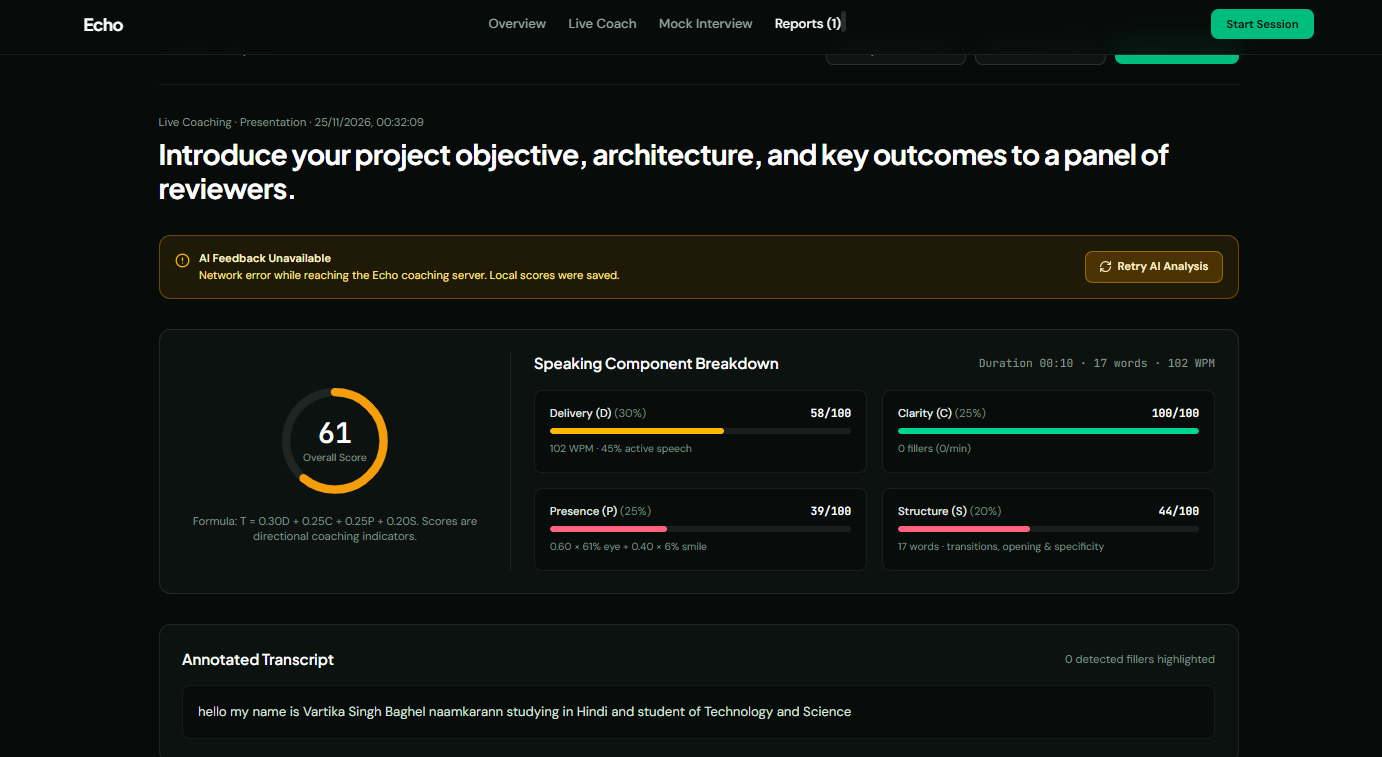 Echo
Overview
Live Coach
Mock Interview
Reports (1)
Start Session
Live Coaching · Presentation · 25/11/2026, 00:32:09
Introduce your project objective, architecture, and key outcomes to a panel of
reviewers.
AI Feedback Unavailable
Network error while reaching the Echo coaching server. Local scores were saved.
Retry AI Analysis
61
Overall Score
Formula: T = 0.30D + 0.25C + 0.25P + 0.20S. Scores are
directional coaching indicators.
Speaking Component Breakdown
Duration 00:10 · 17 words · 102 WPM
Delivery (D) (30%)
58/100
102 WPM · 45% active speech
Clarity (C) (25%)
100/100
0 fillers (0/min)
Presence (P) (25%)
39/100
0.60 × 61% eye + 0.40 × 6% smile
Structure (S) (20%)
44/100
17 words · transitions, opening & specificity
Annotated Transcript
0 detected fillers highlighted
hello my name is Vartika Singh Baghel naamkarann studying in Hindi and student of Technology and Science